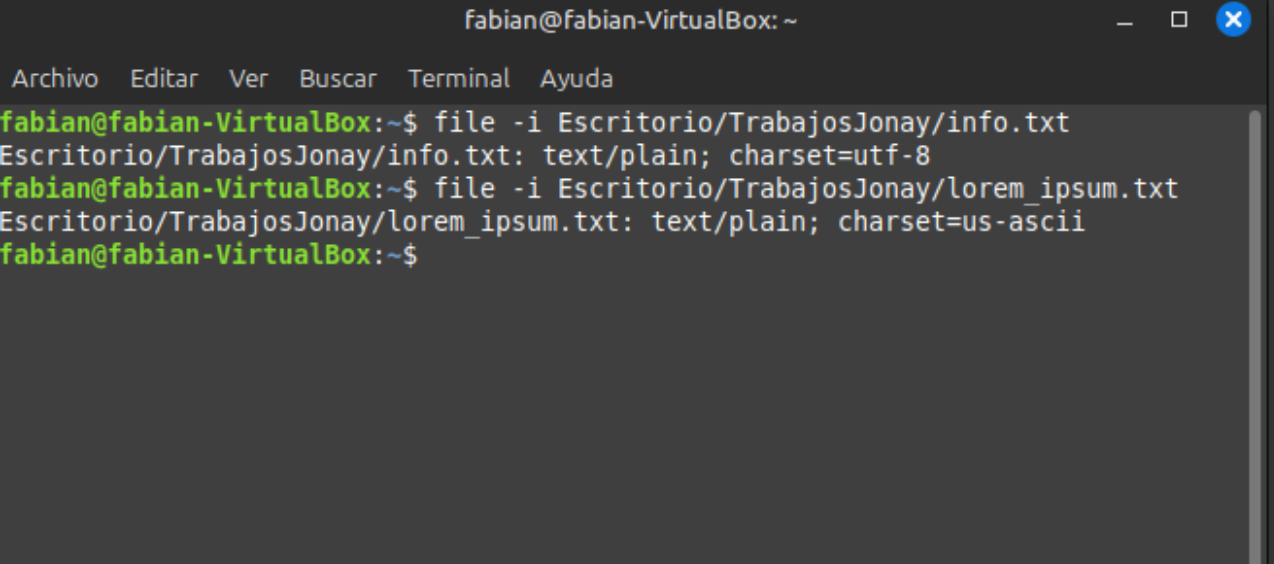 fabian@fabian-VirtualBox: ~
Archivo Editar Ver Buscar Terminal Ayuda
fabian@fabian-VirtualBox:~$ file -i Escritorio/TrabajosJonay/info.txt
Escritorio/TrabajosJonay/info.txt: text/plain; charset=utf-8
fabian@fabian-VirtualBox:~$ file -i Escritorio/TrabajosJonay/lorem_ipsum.txt
Escritorio/TrabajosJonay/lorem_ipsum.txt: text/plain; charset=us-ascii
fabian@fabian-VirtualBox:~$